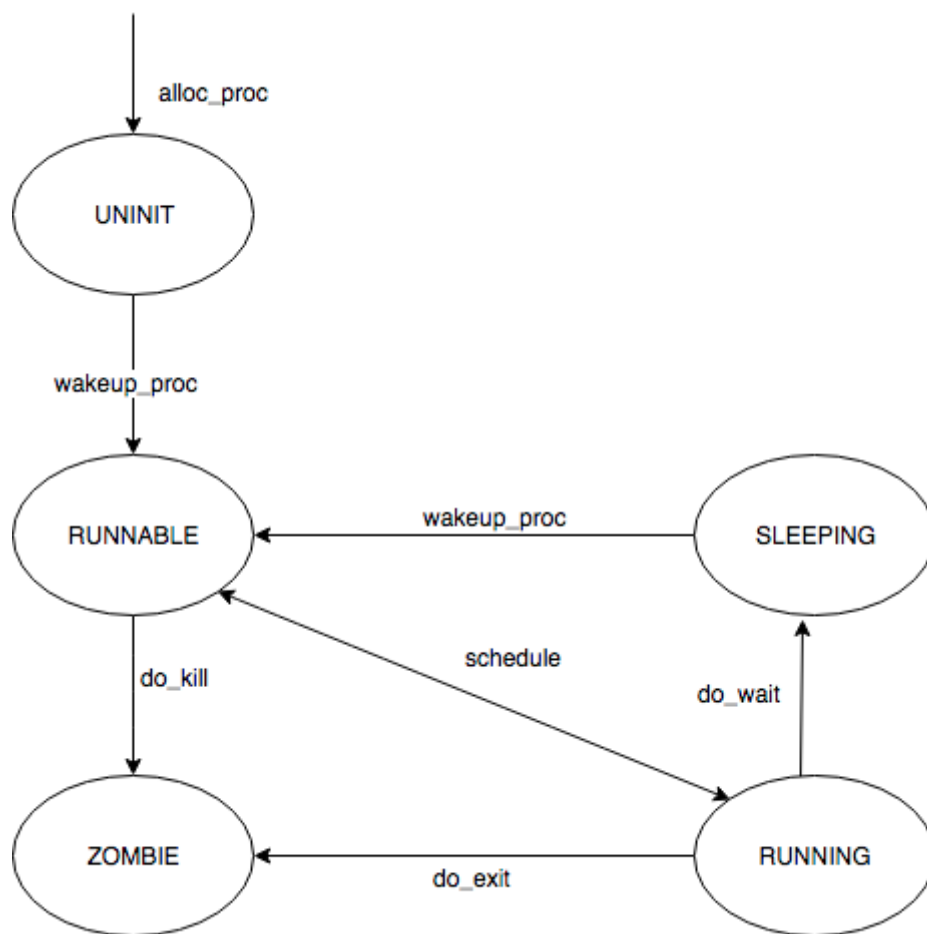 alloc_proc
UNINIT
wakeup_proc
RUNNABLE
wakeup_proc
SLEEPING
schedule
do_kill
do_wait
ZOMBIE
do_exit
RUNNING